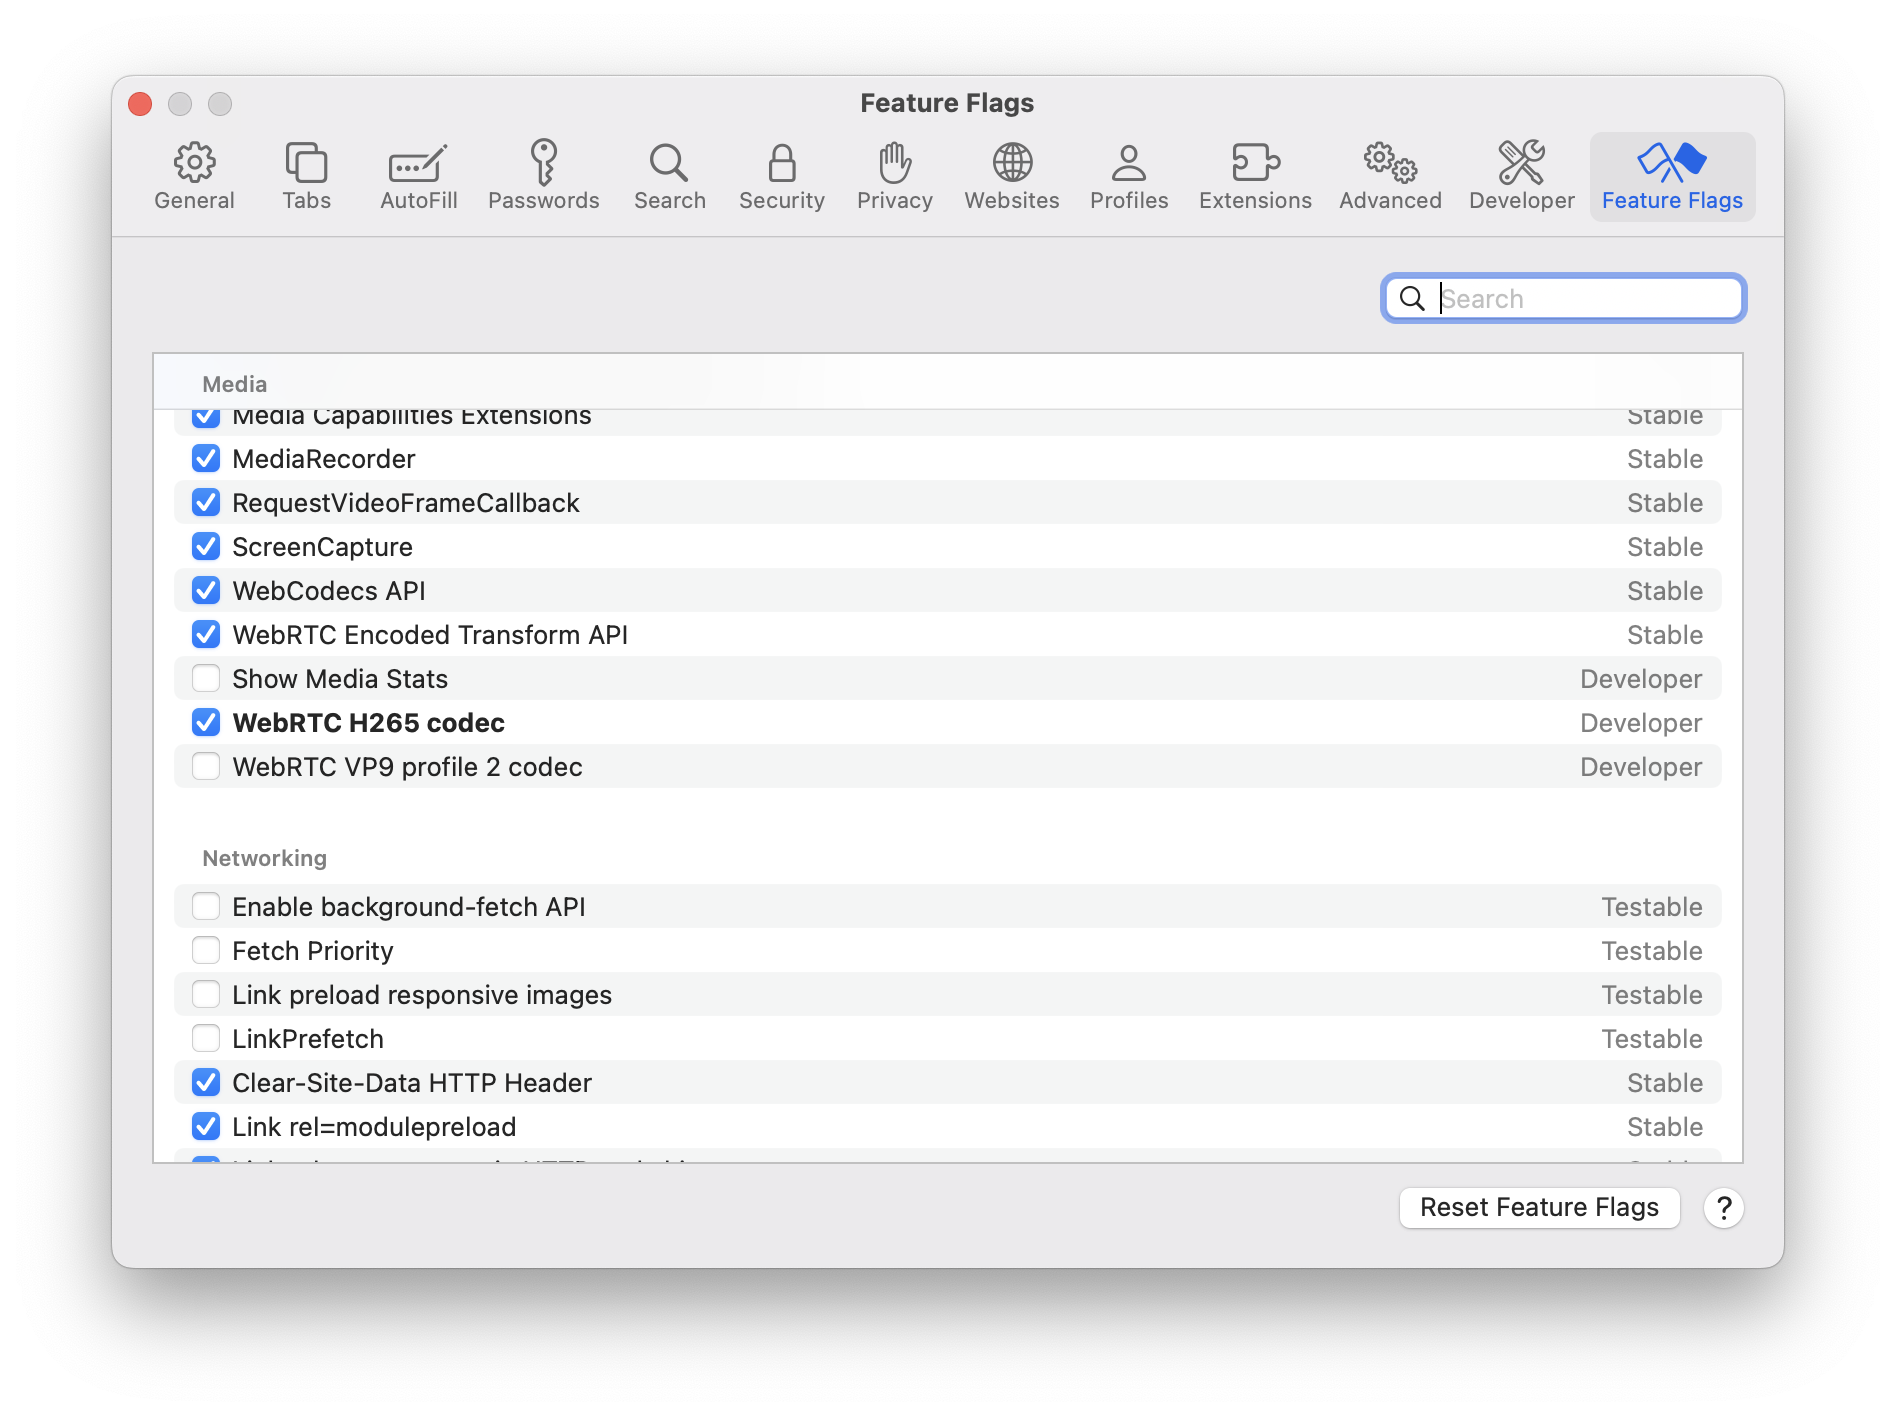 Feature Flags
General Tabs AutoFill Passwords Search Security Privacy Websites Profiles Extensions Advanced Developer Feature Flags
Search
Media
Media Capabilities Extensions Stable
MediaRecorder Stable
RequestVideoFrameCallback Stable
ScreenCapture Stable
WebCodecs API Stable
WebRTC Encoded Transform API Stable
Show Media Stats Developer
WebRTC H265 codec Developer
WebRTC VP9 profile 2 codec Developer
Networking
Enable background-fetch API Testable
Fetch Priority Testable
Link preload responsive images Testable
LinkPrefetch Testable
Clear-Site-Data HTTP Header Stable
Link rel=modulepreload Stable
Reset Feature Flags ?